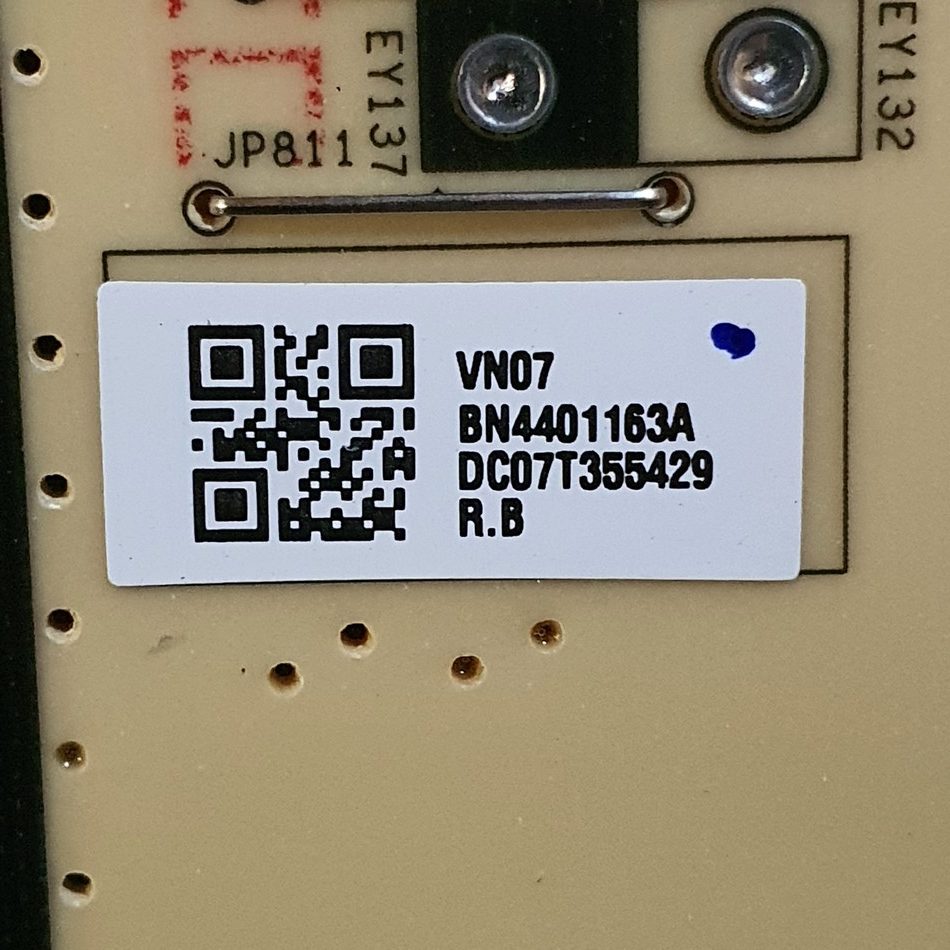 EY137
EY132
JP811
VN07
BN4401163A
DC07T355429
R.B